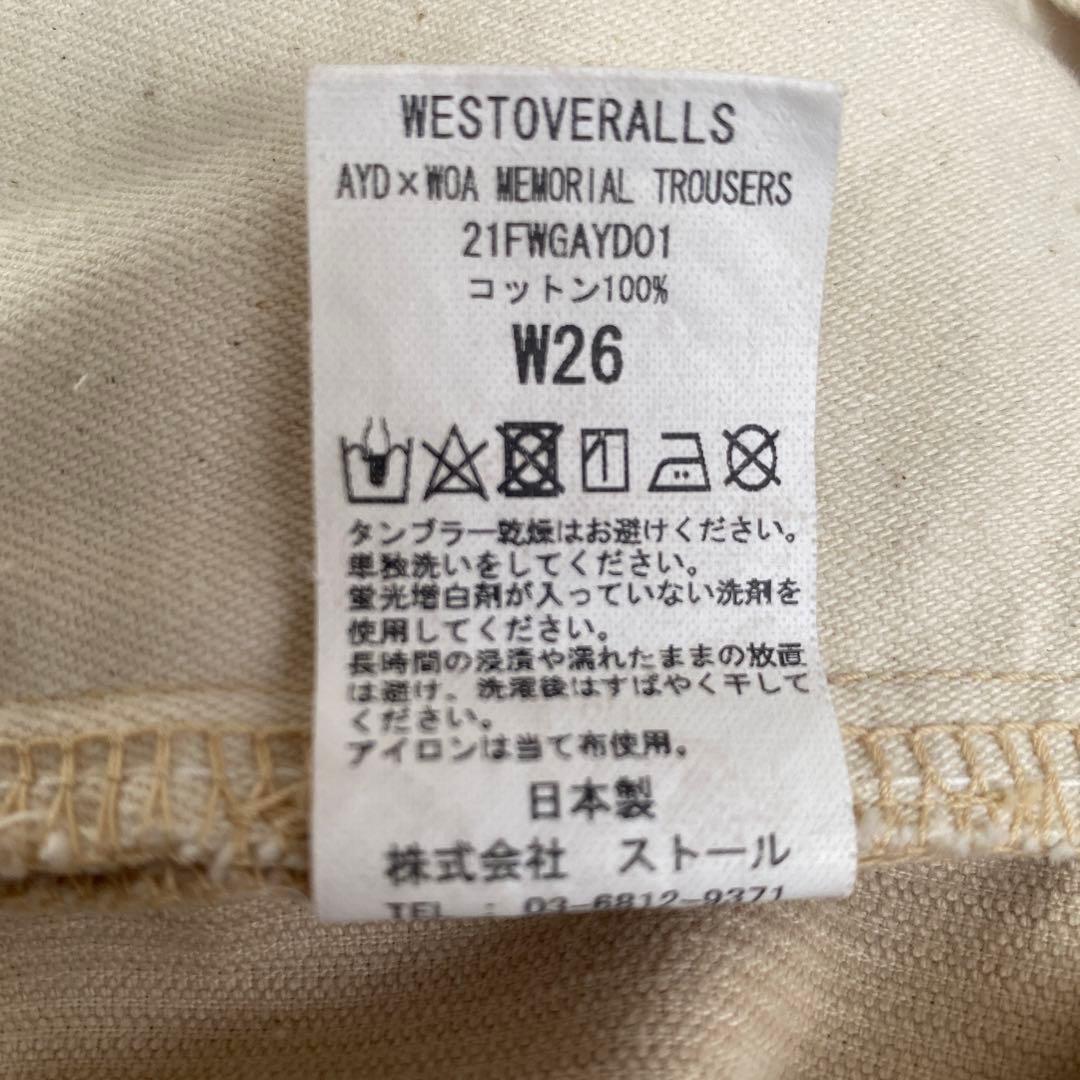 WESTOVERALLS
AYD×WOA MEMORIAL TROUSERS
21FWGAYD01
コットン100%
W26
タンブラー乾燥はお避けください。
単独洗いをしてください。
蛍光増白剤が入っていない洗剤を
使用してください。
長時間の浸漬や濡れたままの放置
は避け、洗濯後はすばやく干して
ください。
アイロンは当て布使用。
日本製
株式会社 ストール
TEL : 03-6812-9371